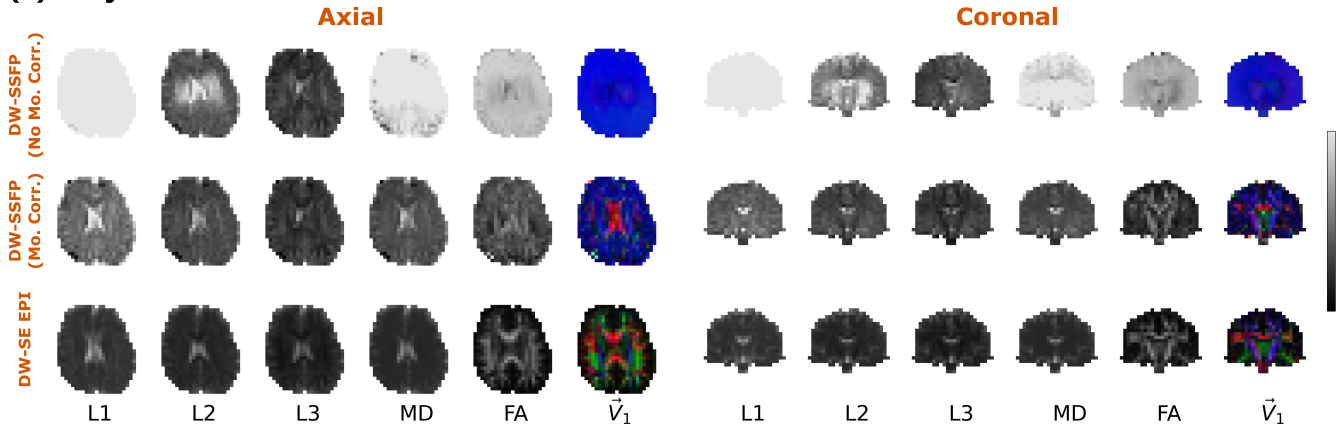 Axial
Coronal
DW-SSFP
(No Mo. Corr.)
DW-SSFP
(Mo. Corr.)
DW-SE EPI
L1 L2 L3 MD FA V⃗₁ L1 L2 L3 MD FA V⃗₁